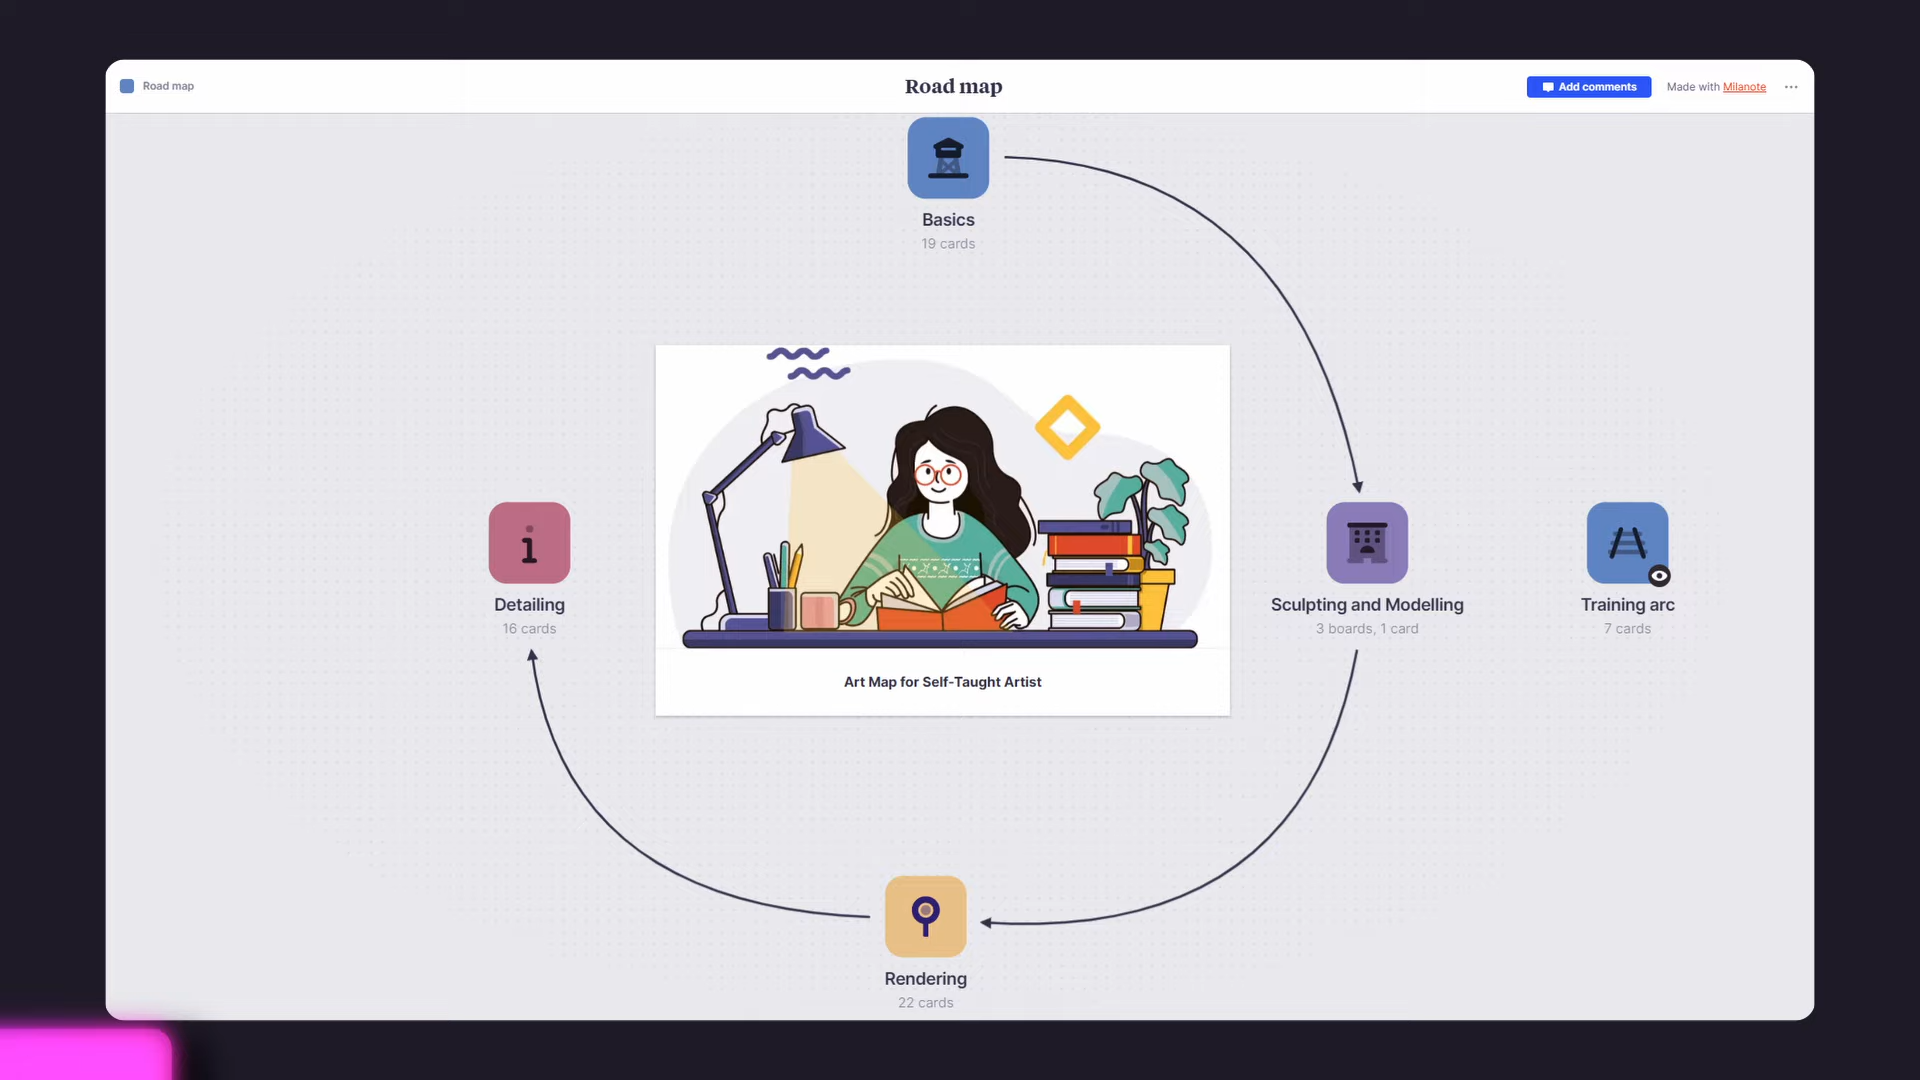 Road map
Road map
Add comments
Made with Milanote
Basics
19 cards
Detailing
16 cards
Art Map for Self-Taught Artist
Sculpting and Modelling
3 boards, 1 card
Training arc
7 cards
Rendering
22 cards